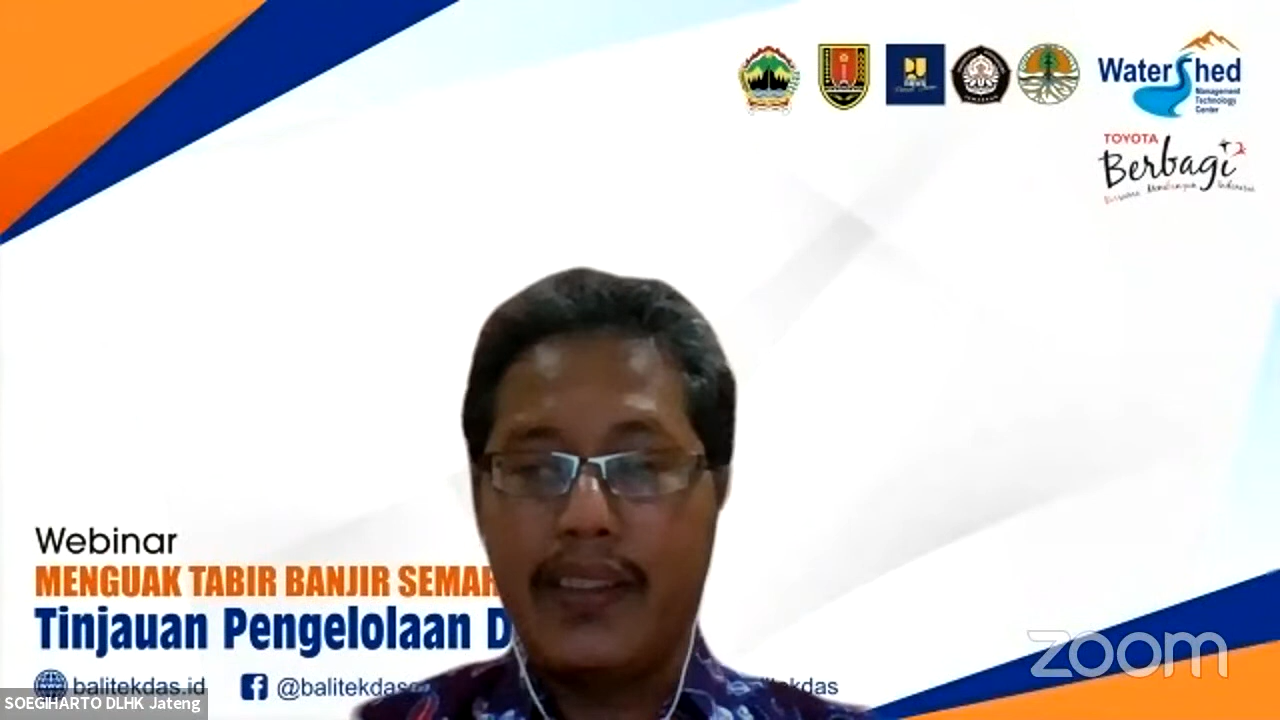 WaterShed
Management
Technology
Center
TOYOTA
Berbagi
Webinar
MENGUAK TABIR BANJIR SEMAR
Tinjauan Pengelolaan D
balitekdas.id
@balitekdas
ekdas
SOEGIHARTO DLHK Jateng
zoom